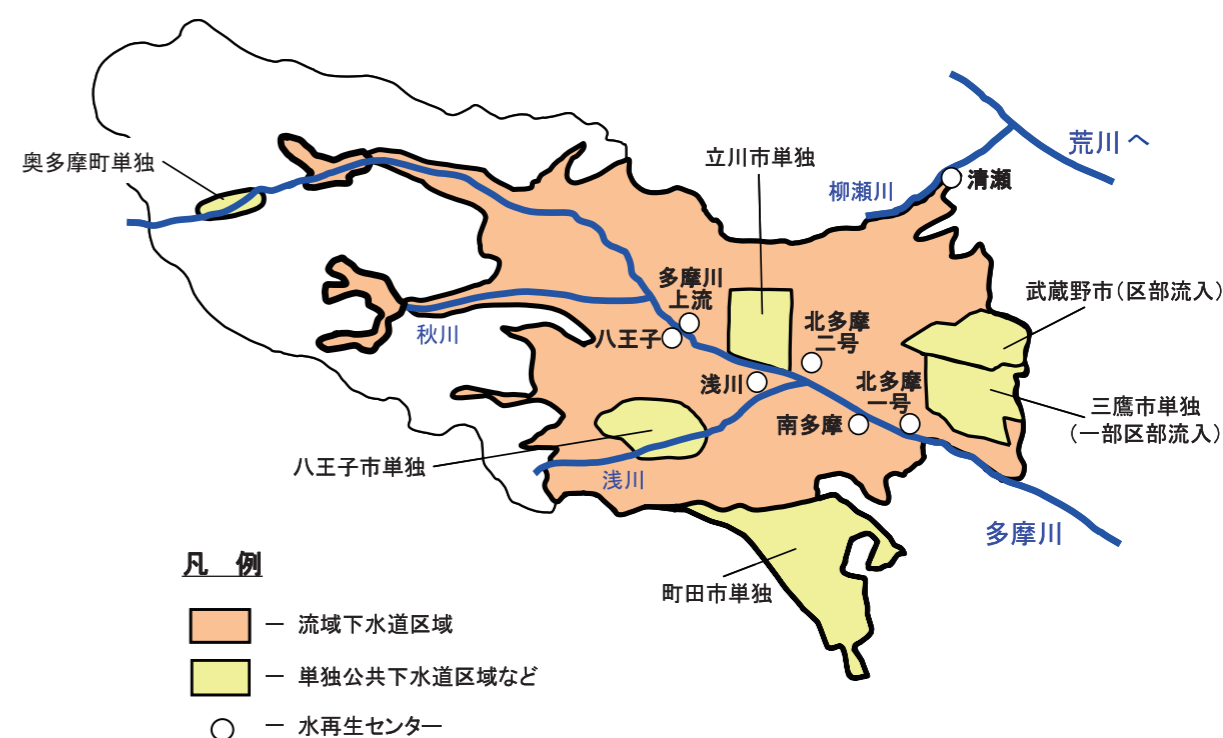 奥多摩町単独
立川市単独
荒川へ
柳瀬川
清瀬
武蔵野市(区部流入)
多摩川
上流
八王子
秋川
北多摩
二号
浅川
北多摩
一号
南多摩
三鷹市単独
(一部区部流入)
八王子市単独
浅川
多摩川
町田市単独
凡 例
ー 流域下水道区域
ー 単独公共下水道区域など
ー 水再生センター